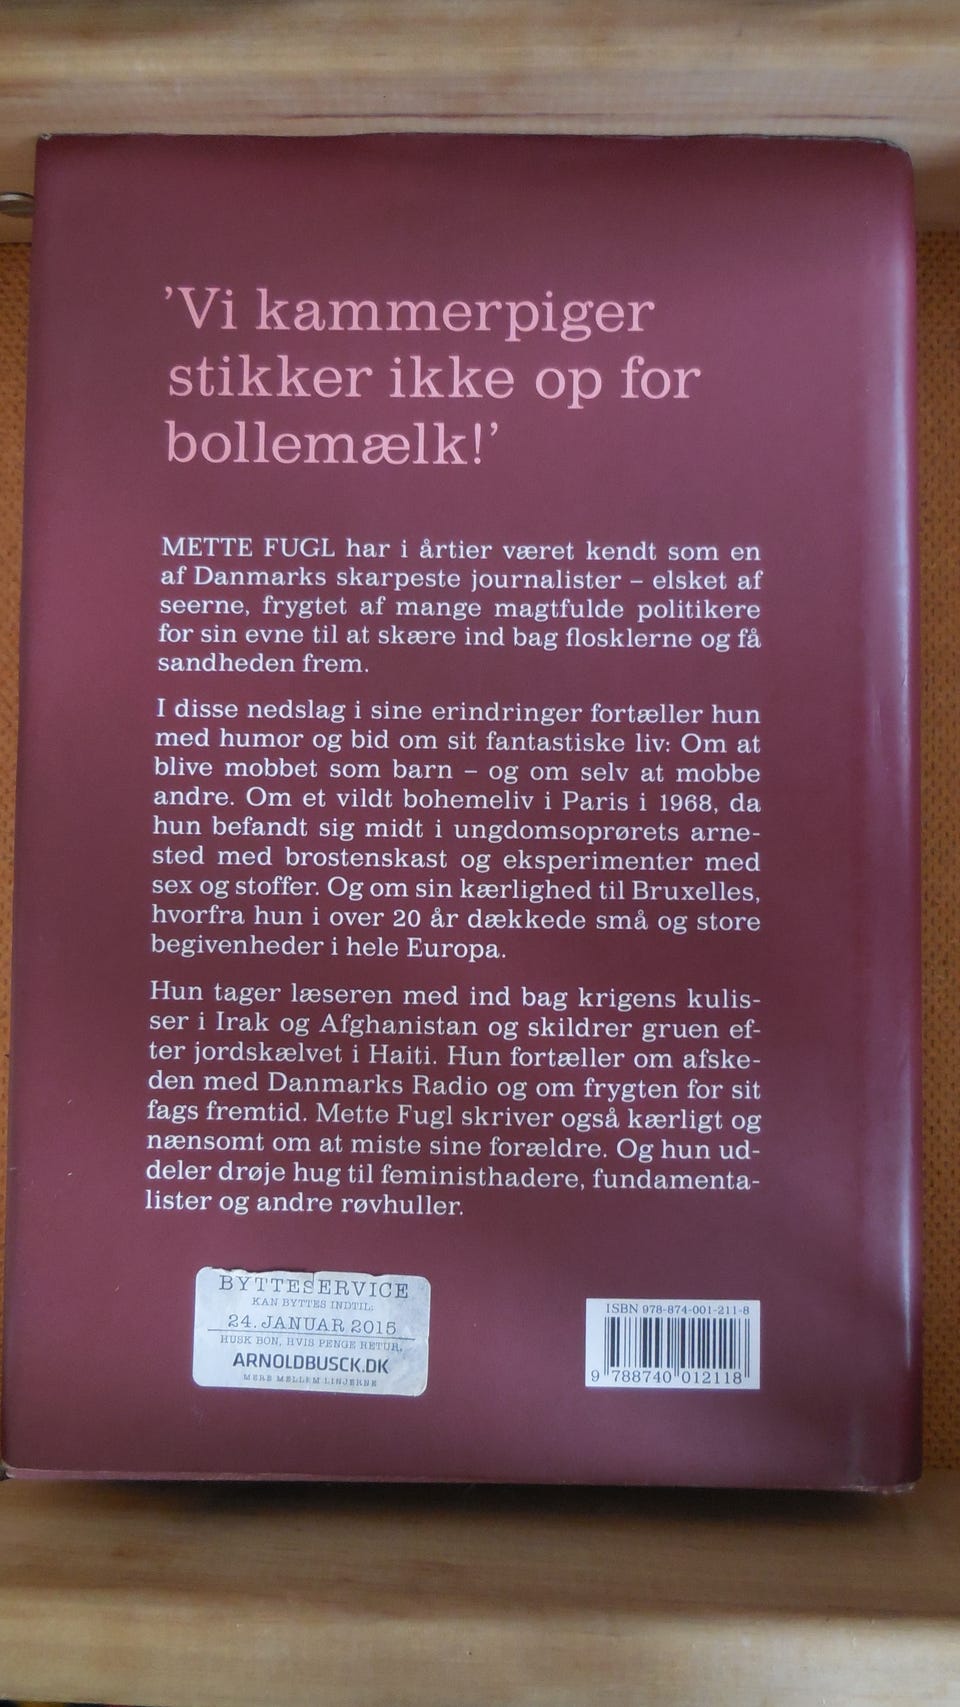 ’Vi kammerpiger
stikker ikke op for
bollemælk!’
METTE FUGL har i årtier været kendt som en
af Danmarks skarpeste journalister – elsket af
seerne, frygtet af mange magtfulde politikere
for sin evne til at skære ind bag flosklerne og få
sandheden frem.
I disse nedslag i sine erindringer fortæller hun
med humor og bid om sit fantastiske liv: Om at
blive mobbet som barn – og om selv at mobbe
andre. Om et vildt bohemeliv i Paris i 1968, da
hun befandt sig midt i ungdomsoprørets arne-
sted med brostenskast og eksperimenter med
sex og stoffer. Og om sin kærlighed til Bruxelles,
hvorfra hun i over 20 år dækkede små og store
begivenheder i hele Europa.
Hun tager læseren med ind bag krigens kulis-
ser i Irak og Afghanistan og skildrer gruen ef-
ter jordskælvet i Haiti. Hun fortæller om afske-
den med Danmarks Radio og om frygten for sit
fags fremtid. Mette Fugl skriver også kærligt og
nænsomt om at miste sine forældre. Og hun ud-
deler drøje hug til feministhadere, fundamenta-
lister og andre røvhuller.
BYTTESERVICE
KAN BYTTES INDTIL:
24. JANUAR 2015
HUSK BON, HVIS PENGE RETUR.
ARNOLDBUSCK.DK
MERE MELLEM LINJERNE
ISBN 978-874-001-211-8
9 788740 012118